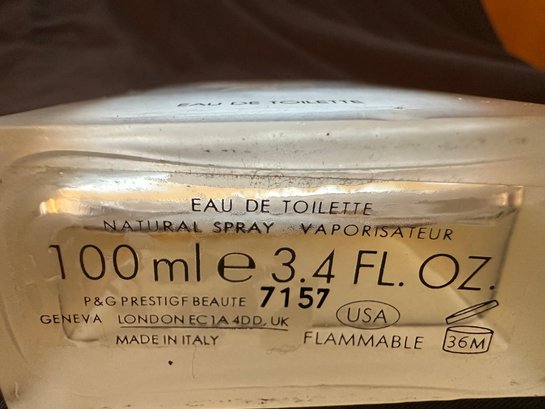 EAU DE TOILETTE
EAU DE TOILETTE
NATURAL SPRAY VAPORISATEUR
100 ml e 3.4 FL. OZ.
P&G PRESTIGE BEAUTE 7157
GENEVA LONDON EC1A 4DD, UK USA
MADE IN ITALY FLAMMABLE 36M